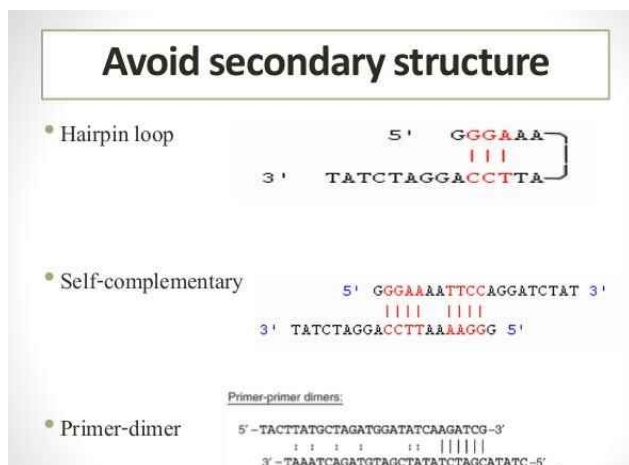 Avoid secondary structure
• Hairpin loop
5' GGGAAA
3' TATCTAGGACCTTA
• Self-complementary
5' GGGAAAATTCCAGGATCTAT 3'
3' TATCTAGGACCTTAAAAGGG 5'
Primer-primer dimers:
• Primer-dimer
5'-TACTTATGCTAGATGGATATCAAGATCG-3'
3'-TAAATCAGATGTAGCTATATCTAGCATATC-5'